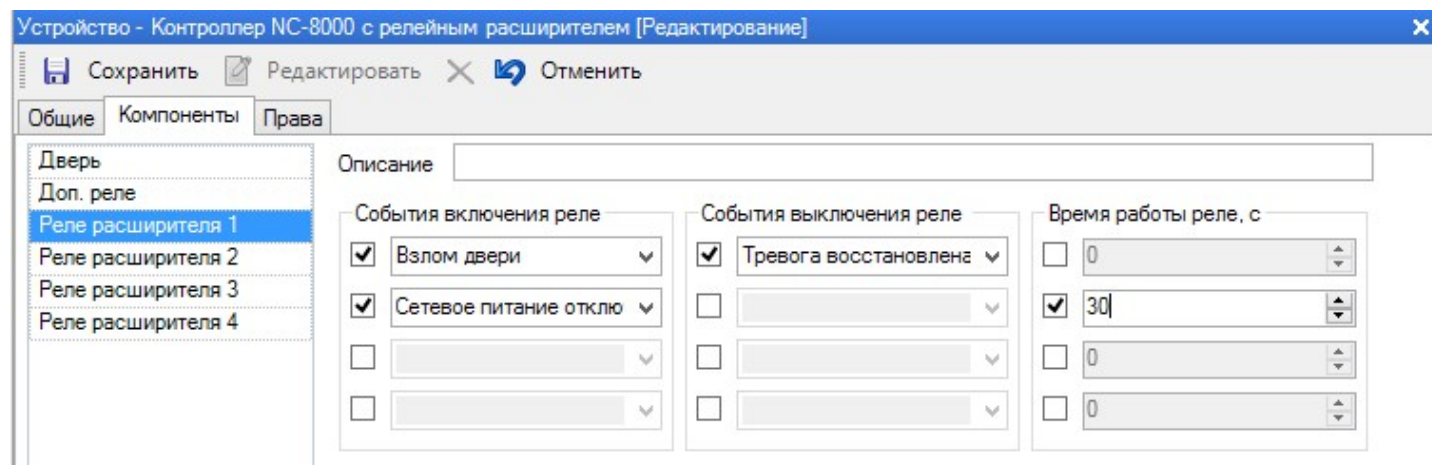 Устройство - Контроллер NC-8000 с релейным расширителем [Редактирование]
Сохранить Редактировать Отменить
Общие Компоненты Права
Дверь
Описание
Доп. реле
Реле расширителя 1
События включения реле События выключения реле Время работы реле, с
Взлом двери Тревога восстановлена 0
Реле расширителя 2
Реле расширителя 3
Сетевое питание отклю 30
Реле расширителя 4
0
0